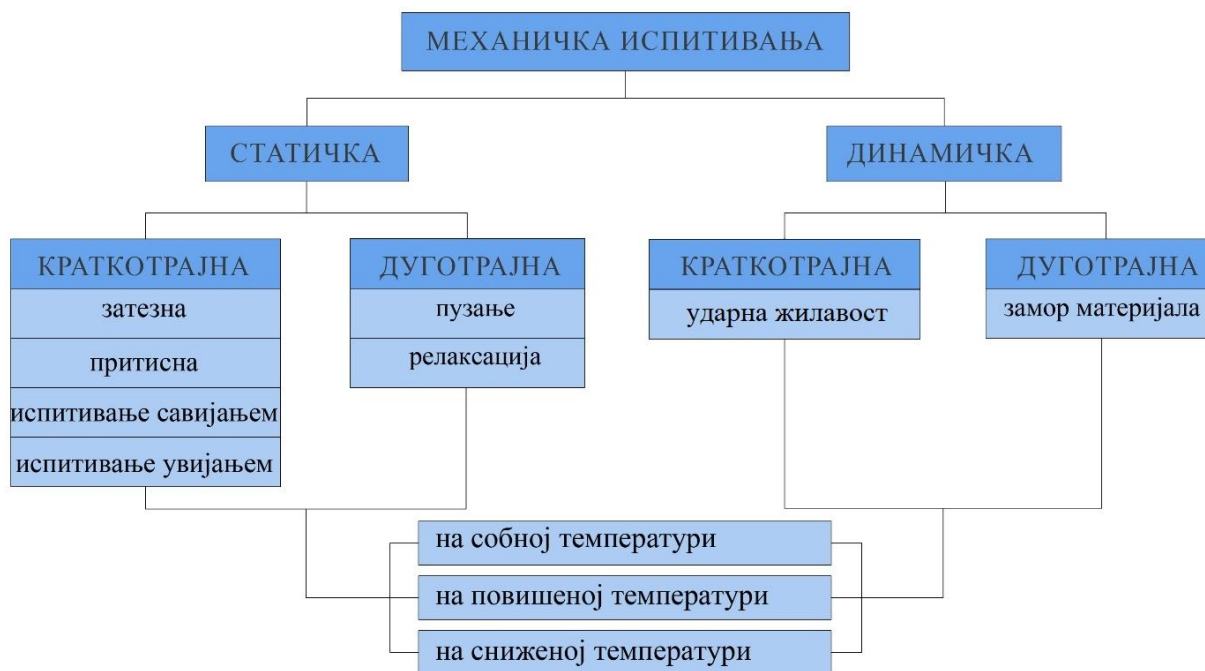 МЕХАНИЧКА ИСПИТИВАЊА
СТАТИЧКА
ДИНАМИЧКА
КРАТКОТРАЈНА
затезна
притисна
испитивање савијањем
испитивање увијањем
ДУГОТРАЈНА
пузање
релаксација
КРАТКОТРАЈНА
ударна жилавост
ДУГОТРАЈНА
замор материјала
на собној температури
на повишеној температури
на сниженој температури